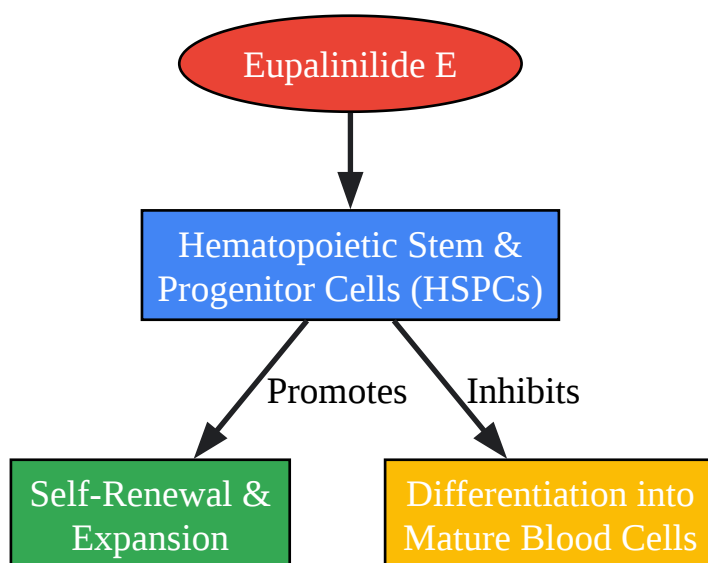 Eupalinilide E
Hematopoietic Stem &
Progenitor Cells (HSPCs)
Promotes
Inhibits
Self-Renewal &
Expansion
Differentiation into
Mature Blood Cells